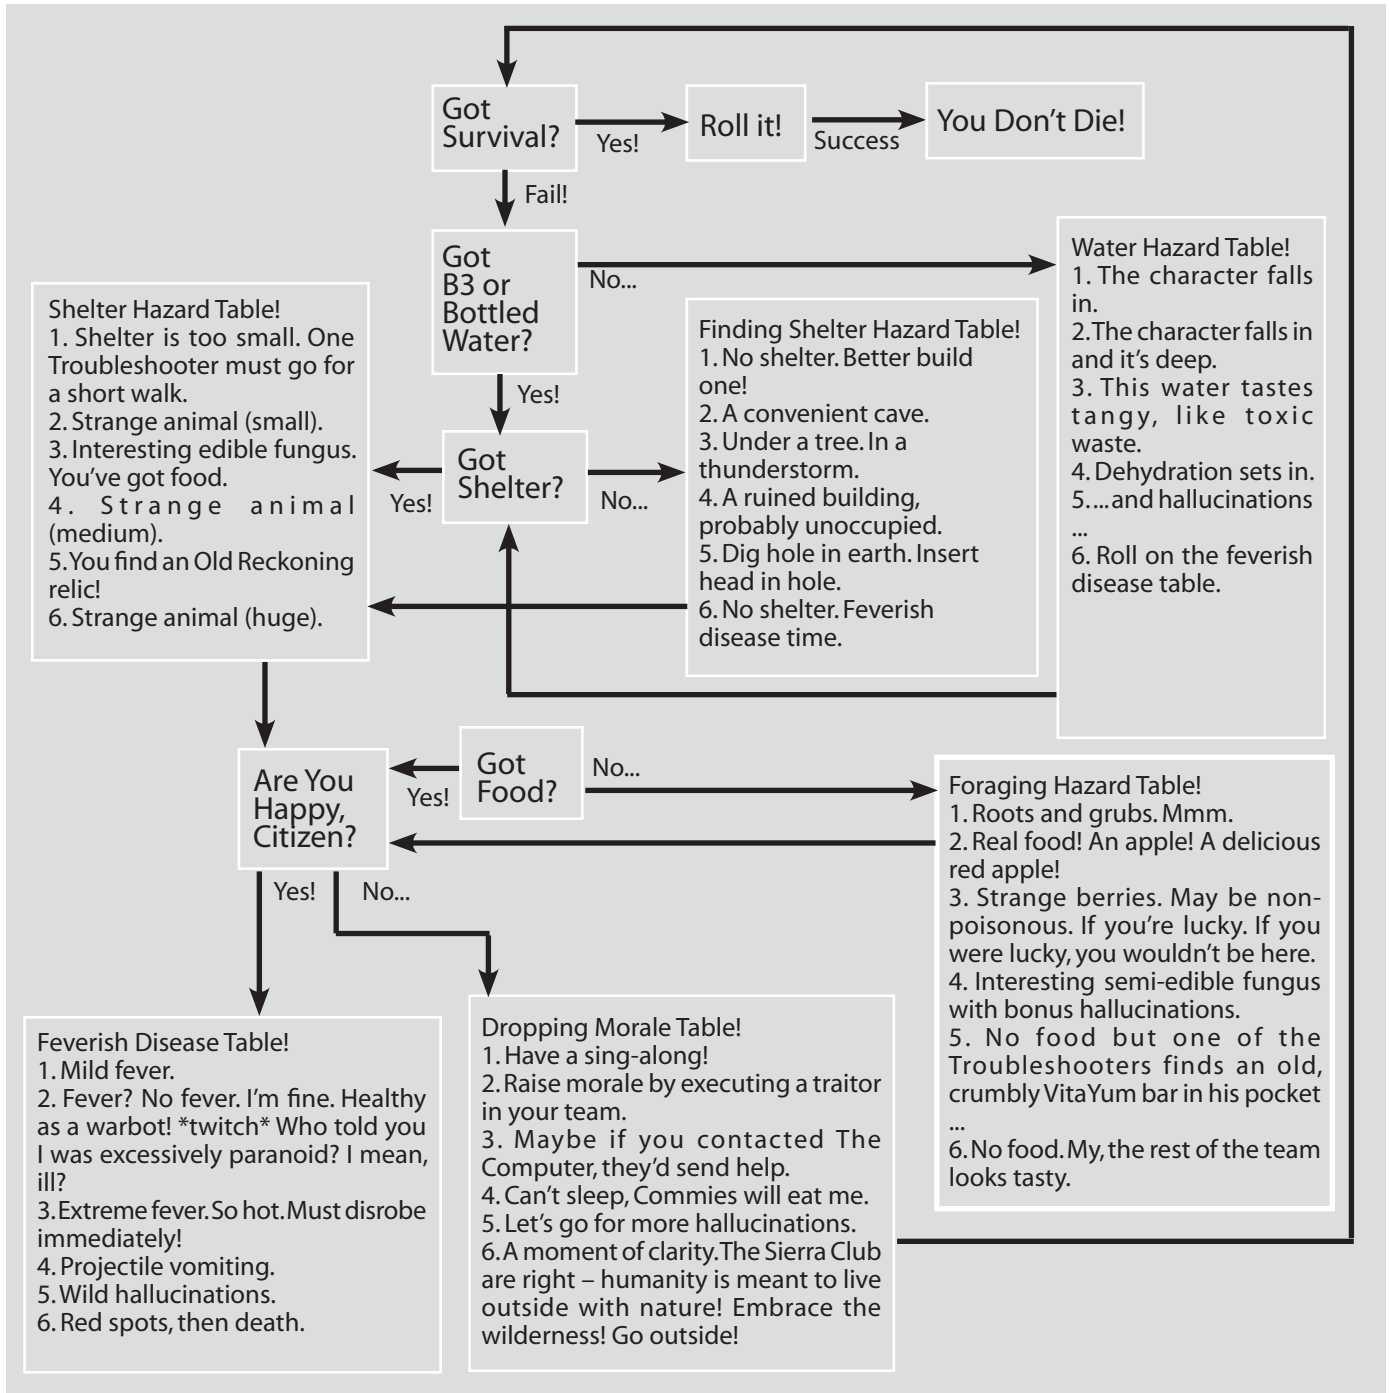 Got
Survival?
Yes!
Roll it!
Success
You Don't Die!
Fail!
Got
B3 or
Bottled
Water?
No...
Yes!
Water Hazard Table!
1. The character falls
in.
2. The character falls in
and it's deep.
3. This water tastes
tangy, like toxic
waste.
4. Dehydration sets in.
5. ... and hallucinations
...
6. Roll on the feverish
disease table.
Got
Shelter?
Yes!
No...
Shelter Hazard Table!
1. Shelter is too small. One
Troubleshooter must go for
a short walk.
2. Strange animal (small).
3. Interesting edible fungus.
You've got food.
4. Strange animal
(medium).
5. You find an Old Reckoning
relic!
6. Strange animal (huge).
Finding Shelter Hazard Table!
1. No shelter. Better build
one!
2. A convenient cave.
3. Under a tree. In a
thunderstorm.
4. A ruined building,
probably unoccupied.
5. Dig hole in earth. Insert
head in hole.
6. No shelter. Feverish
disease time.
Are You
Happy,
Citizen?
Yes!
No...
Got
Food?
Yes!
No...
Foraging Hazard Table!
1. Roots and grubs. Mmm.
2. Real food! An apple! A delicious
red apple!
3. Strange berries. May be non-
poisonous. If you're lucky. If you
were lucky, you wouldn't be here.
4. Interesting semi-edible fungus
with bonus hallucinations.
5. No food but one of the
Troubleshooters finds an old,
crumbly VitaYum bar in his pocket
...
6. No food. My, the rest of the team
looks tasty.
Feverish Disease Table!
1. Mild fever.
2. Fever? No fever. I'm fine. Healthy
as a warbot! *twitch* Who told you
I was excessively paranoid? I mean,
ill?
3. Extreme fever. So hot. Must disrobe
immediately!
4. Projectile vomiting.
5. Wild hallucinations.
6. Red spots, then death.
Dropping Morale Table!
1. Have a sing-along!
2. Raise morale by executing a traitor
in your team.
3. Maybe if you contacted The
Computer, they'd send help.
4. Can't sleep, Commies will eat me.
5. Let's go for more hallucinations.
6. A moment of clarity. The Sierra Club
are right – humanity is meant to live
outside with nature! Embrace the
wilderness! Go outside!